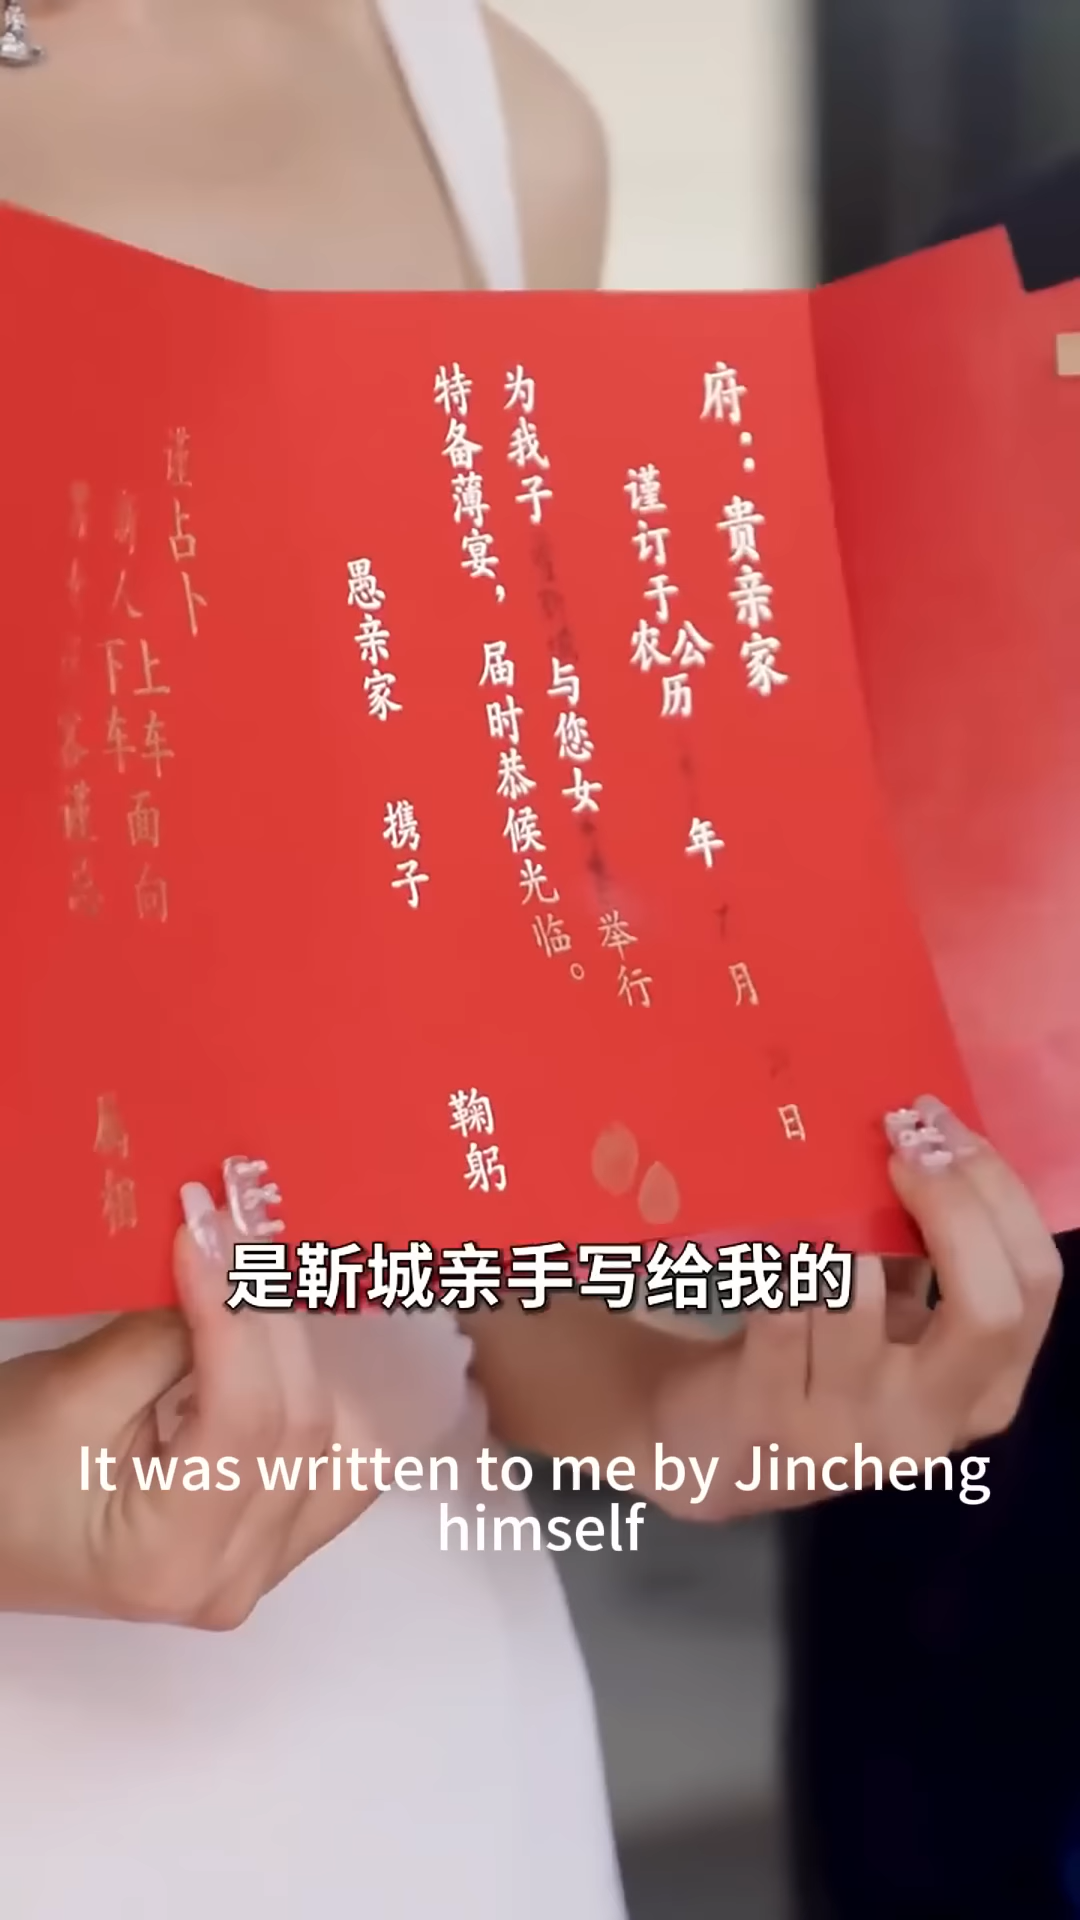 府：贵亲家
谨订于
公
农
历
年
月
日
为我子
与您女
举行
特备薄宴，届时恭候光临。
愚亲家
携子
鞠躬
谨占卜
上车面向
新人下车
属相
是靳城亲手写给我的
It was written to me by Jincheng
himself